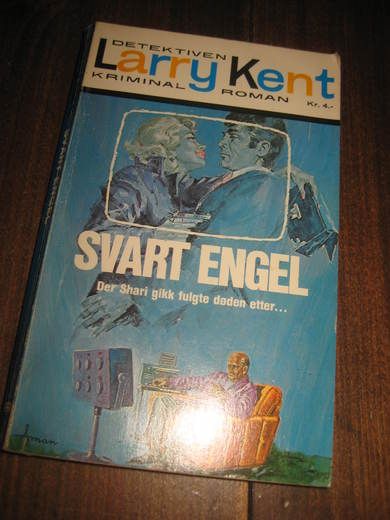 DETEKTIVEN
Larry Kent
KRIMINAL ROMAN
Kr. 4.-
SVART ENGEL
Der Shari gikk fulgte døden etter...